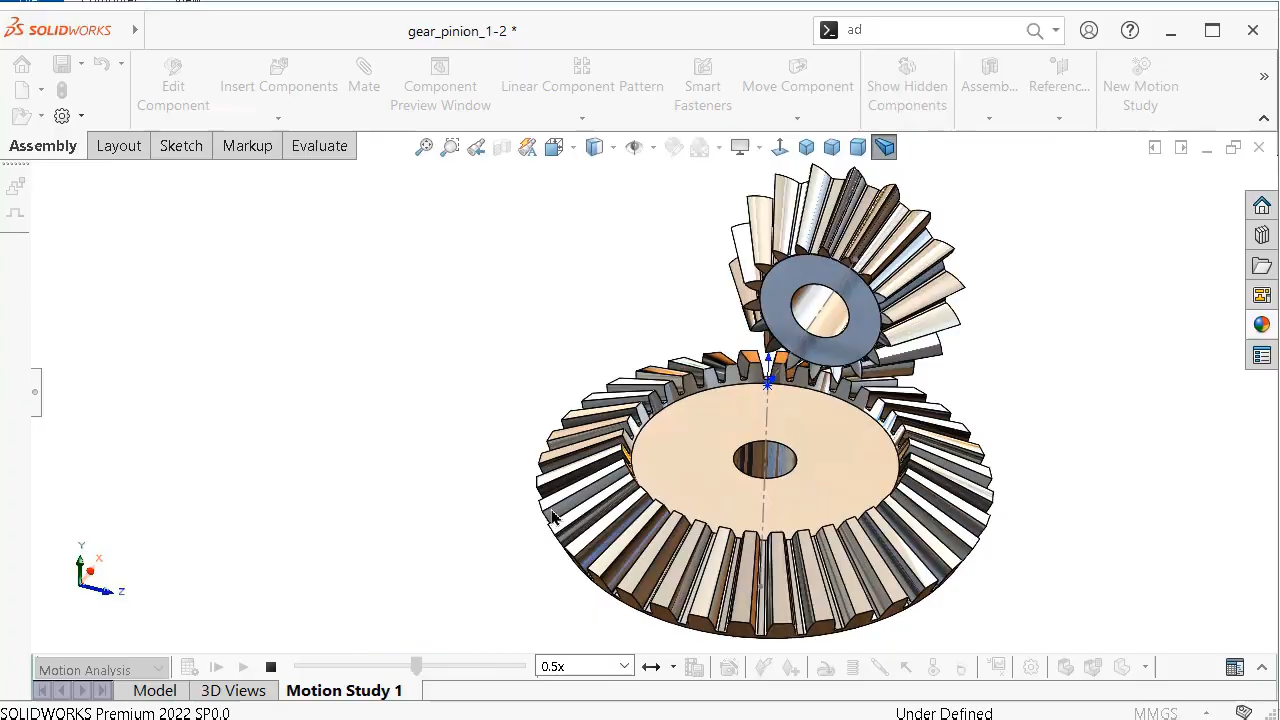 SOLIDWORKS
gear_pinion_1-2 *
ad
Edit Component
Insert Components
Mate
Component Preview Window
Linear Component Pattern
Smart Fasteners
Move Component
Show Hidden Components
Assemb...
Referenc...
New Motion Study
Assembly
Layout
Sketch
Markup
Evaluate
Y
X
Z
Motion Analysis
0.5x
Model
3D Views
Motion Study 1
SOLIDWORKS Premium 2022 SP0.0
Under Defined
MMGS